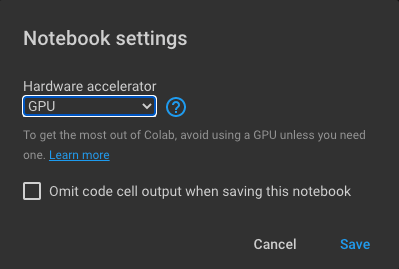 Notebook settings
Hardware accelerator
GPU
?
To get the most out of Colab, avoid using a GPU unless you need
one. Learn more
Omit code cell output when saving this notebook
Cancel Save